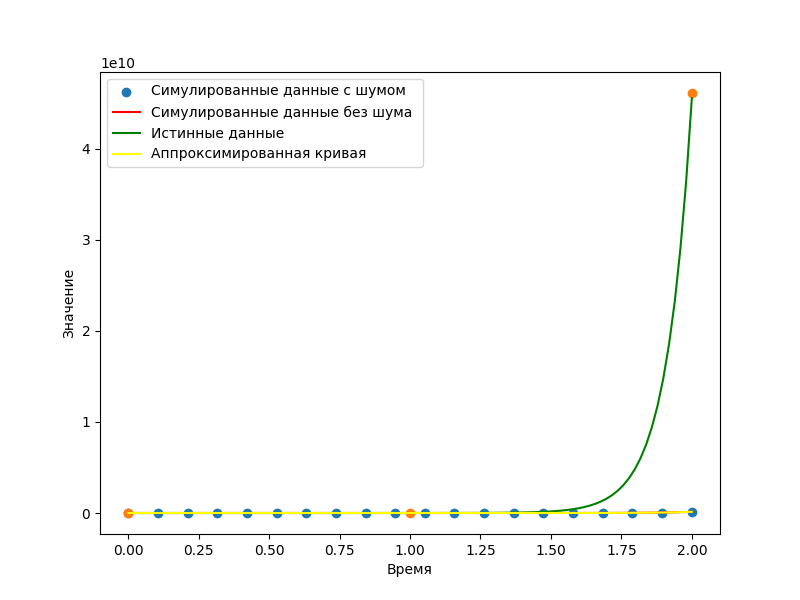 1e10
Симулированные данные с шумом
Симулированные данные без шума
Истинные данные
Аппроксимированная кривая
4
3
2
1
0
Значение
0.00 0.25 0.50 0.75 1.00 1.25 1.50 1.75 2.00
Время